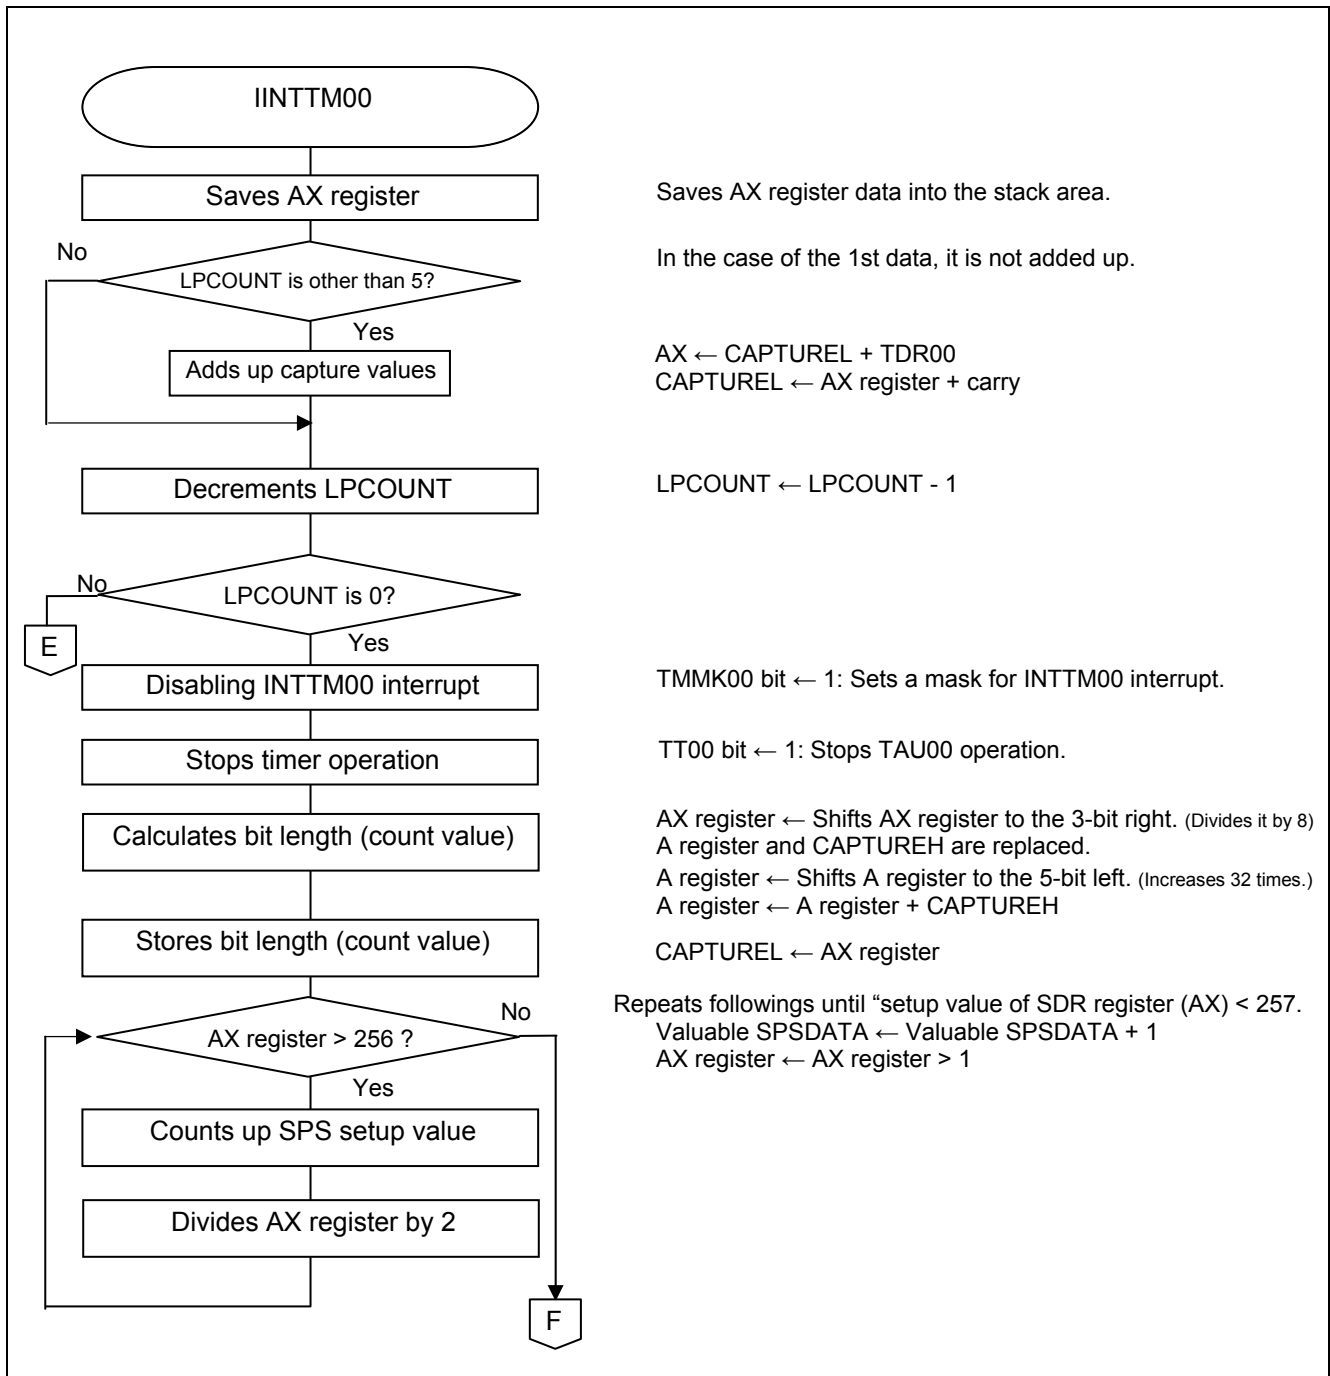 IINTTM00
Saves AX register
Saves AX register data into the stack area.
No
LPCOUNT is other than 5?
In the case of the 1st data, it is not added up.
Yes
Adds up capture values
AX ← CAPTUREL + TDR00
CAPTUREL ← AX register + carry
Decrements LPCOUNT
LPCOUNT ← LPCOUNT - 1
No
LPCOUNT is 0?
E
Yes
Disabling INTTM00 interrupt
TMMK00 bit ← 1: Sets a mask for INTTM00 interrupt.
Stops timer operation
TT00 bit ← 1: Stops TAU00 operation.
Calculates bit length (count value)
AX register ← Shifts AX register to the 3-bit right. (Divides it by 8)
A register and CAPTUREH are replaced.
A register ← Shifts A register to the 5-bit left. (Increases 32 times.)
A register ← A register + CAPTUREH
Stores bit length (count value)
CAPTUREL ← AX register
AX register > 256 ?
No
Repeats followings until “setup value of SDR register (AX) < 257.
Valuable SPSDATA ← Valuable SPSDATA + 1
AX register ← AX register > 1
Yes
Counts up SPS setup value
Divides AX register by 2
F